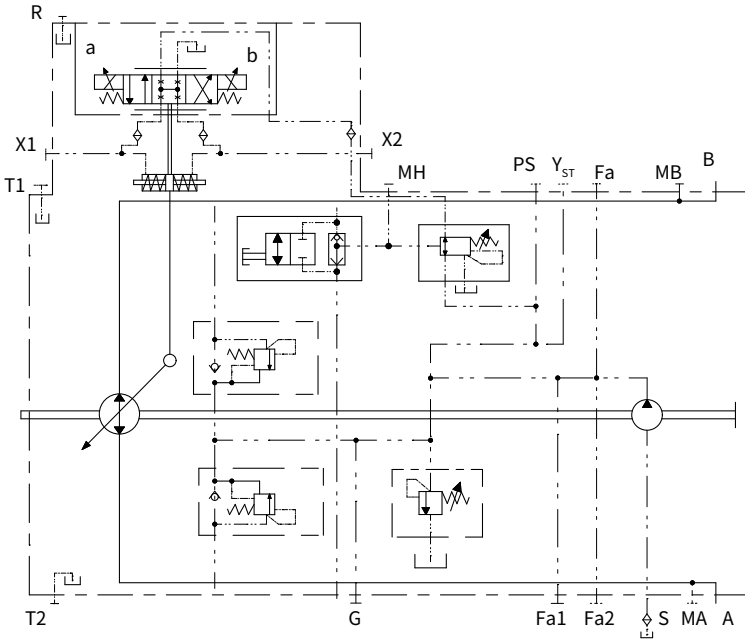 R
a b
X1 X2
T1 MH PS Y_ST Fa MB B
T2 G Fa1 Fa2 S MA A